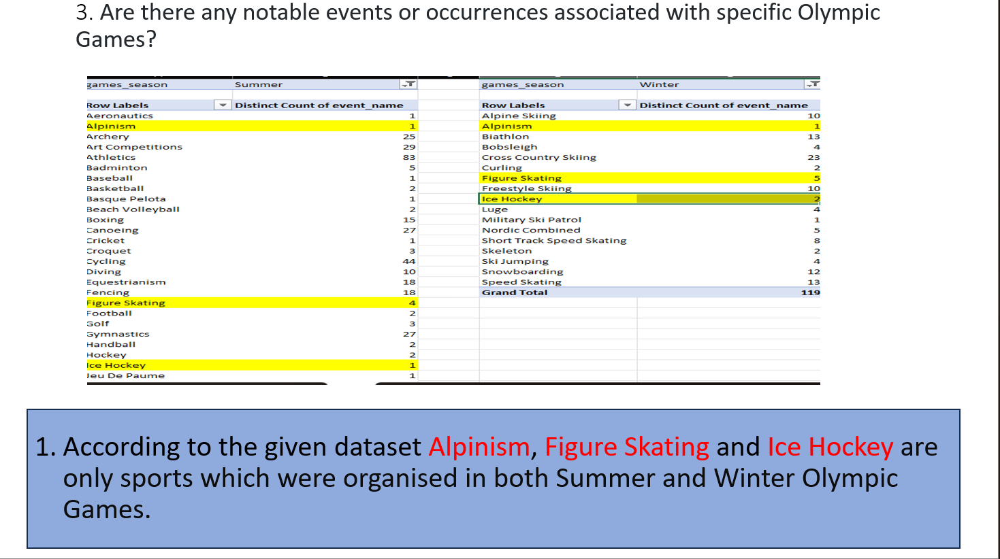 3. Are there any notable events or occurrences associated with specific Olympic
Games?
games_season Summer
Row Labels Distinct Count of event_name
Aeronautics 1
Alpinism 1
Archery 25
Art Competitions 29
Athletics 83
Badminton 5
Baseball 1
Basketball 2
Basque Pelota 1
Beach Volleyball 2
Boxing 15
Canoeing 27
Cricket 1
Croquet 3
Cycling 44
Diving 10
Equestrianism 18
Fencing 18
Figure Skating 4
Football 2
Golf 3
Gymnastics 27
Handball 2
Hockey 2
Ice Hockey 1
Jeu De Paume 1
games_season Winter
Row Labels Distinct Count of event_name
Alpine Skiing 10
Alpinism 1
Biathlon 13
Bobsleigh 4
Cross Country Skiing 23
Curling 2
Figure Skating 5
Freestyle Skiing 10
Ice Hockey 2
Luge 4
Military Ski Patrol 1
Nordic Combined 5
Short Track Speed Skating 8
Skeleton 2
Ski Jumping 4
Snowboarding 12
Speed Skating 13
Grand Total 119
1. According to the given dataset Alpinism, Figure Skating and Ice Hockey are
only sports which were organised in both Summer and Winter Olympic
Games.